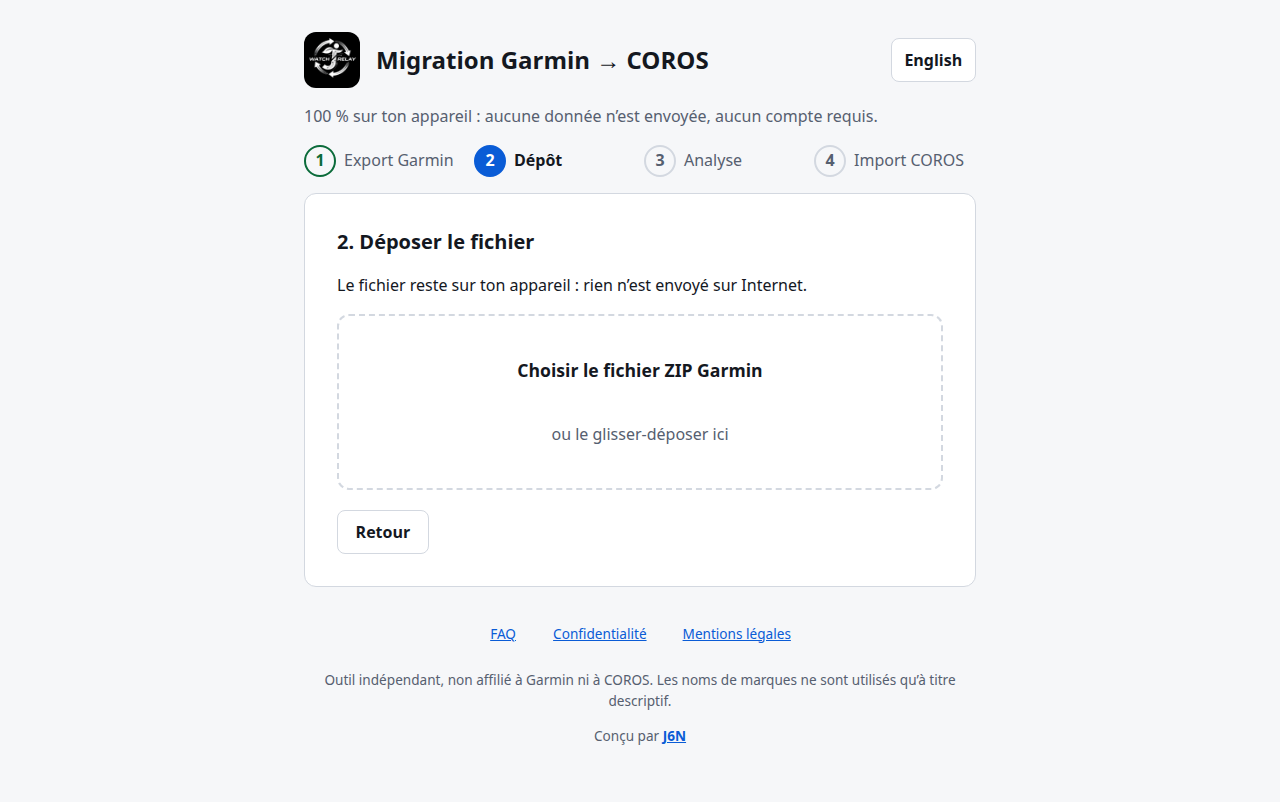 WATCH RELAY
Migration Garmin → COROS
English
100 % sur ton appareil : aucune donnée n’est envoyée, aucun compte requis.
1 Export Garmin
2 Dépôt
3 Analyse
4 Import COROS
2. Déposer le fichier
Le fichier reste sur ton appareil : rien n’est envoyé sur Internet.
Choisir le fichier ZIP Garmin
ou le glisser-déposer ici
Retour
FAQ
Confidentialité
Mentions légales
Outil indépendant, non affilié à Garmin ni à COROS. Les noms de marques ne sont utilisés qu’à titre
descriptif.
Conçu par J6N